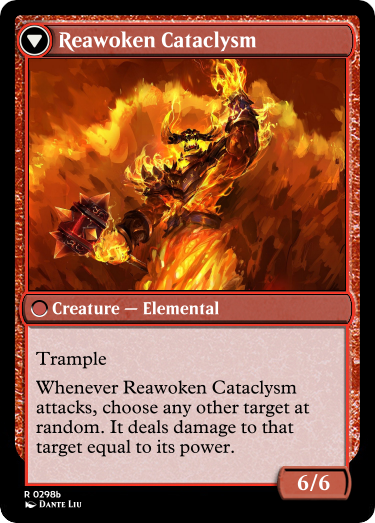 Reawoken Cataclysm
Creature — Elemental
Trample
Whenever Reawoken Cataclysm
attacks, choose any other target at
random. It deals damage to that
target equal to its power.
6/6
R 0298b
Dante Liu